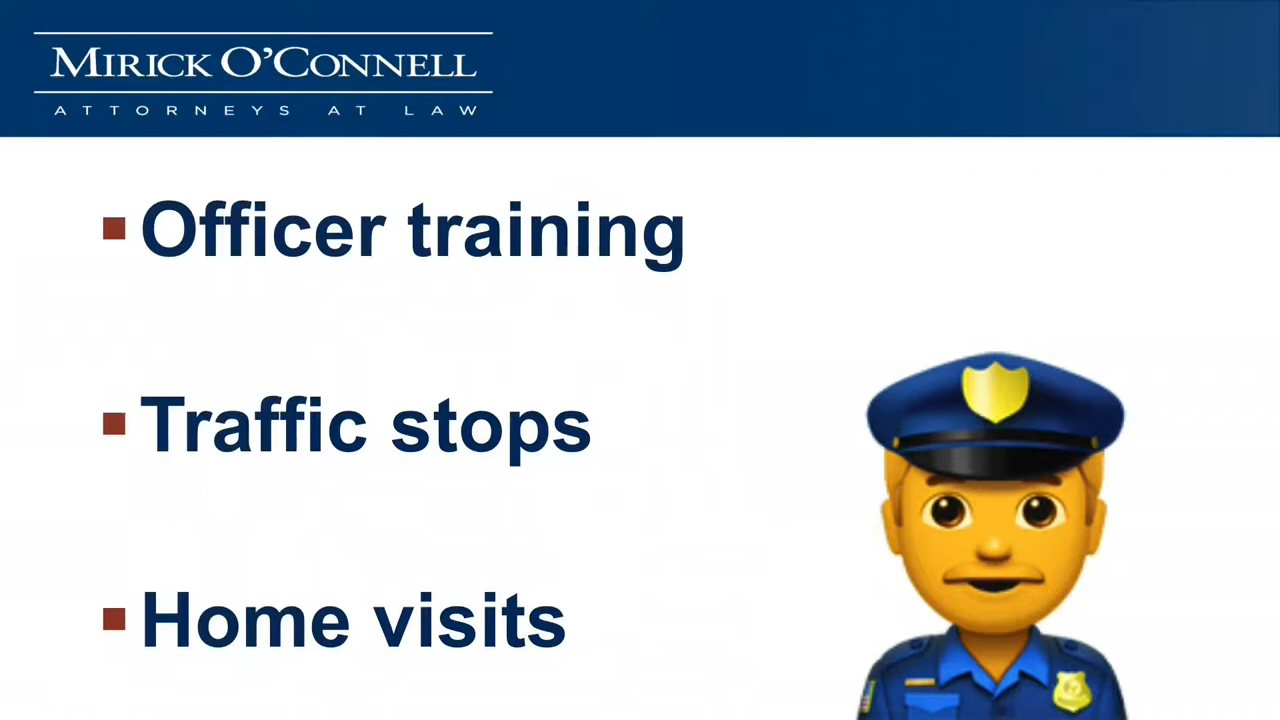 MIRICK O'CONNELL
ATTORNEYS AT LAW
Officer training
Traffic stops
Home visits